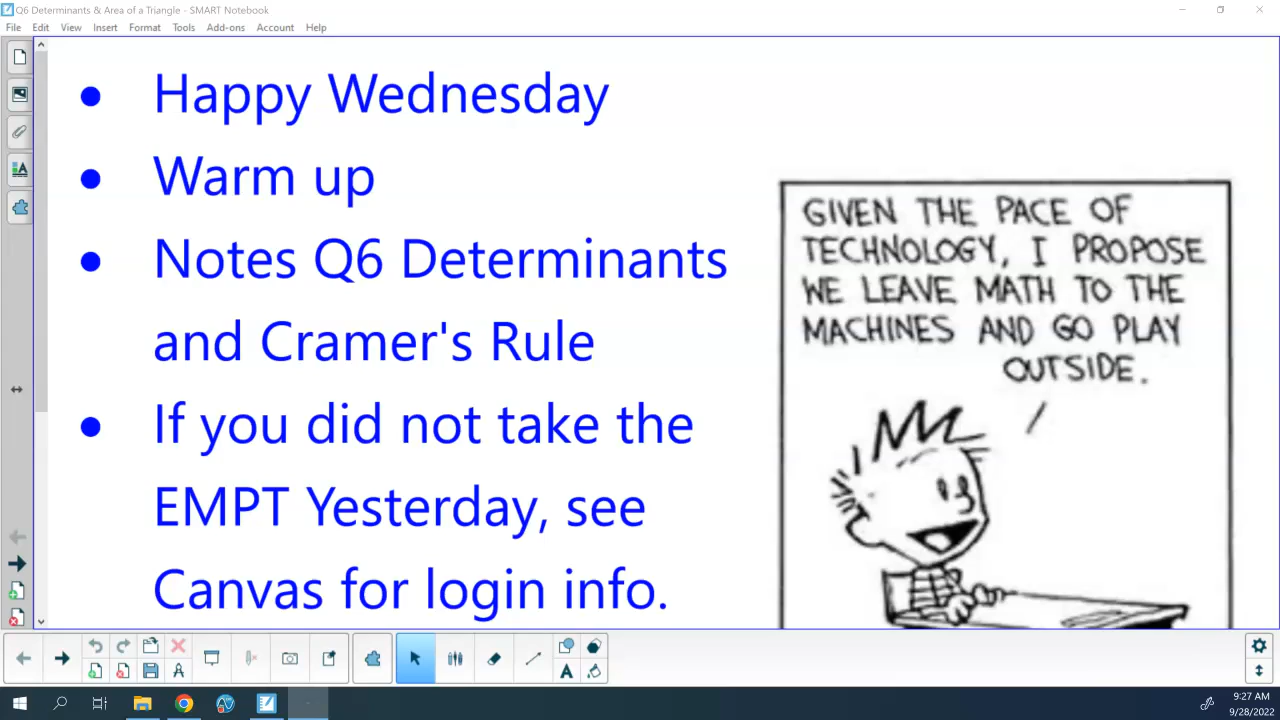 Q6 Determinants & Area of a Triangle - SMART Notebook
File Edit View Insert Format Tools Add-ons Account Help
• Happy Wednesday
• Warm up
• Notes Q6 Determinants
and Cramer's Rule
• If you did not take the
EMPT Yesterday, see
Canvas for login info.
GIVEN THE PACE OF
TECHNOLOGY, I PROPOSE
WE LEAVE MATH TO THE
MACHINES AND GO PLAY
OUTSIDE.
9:27 AM
9/28/2022